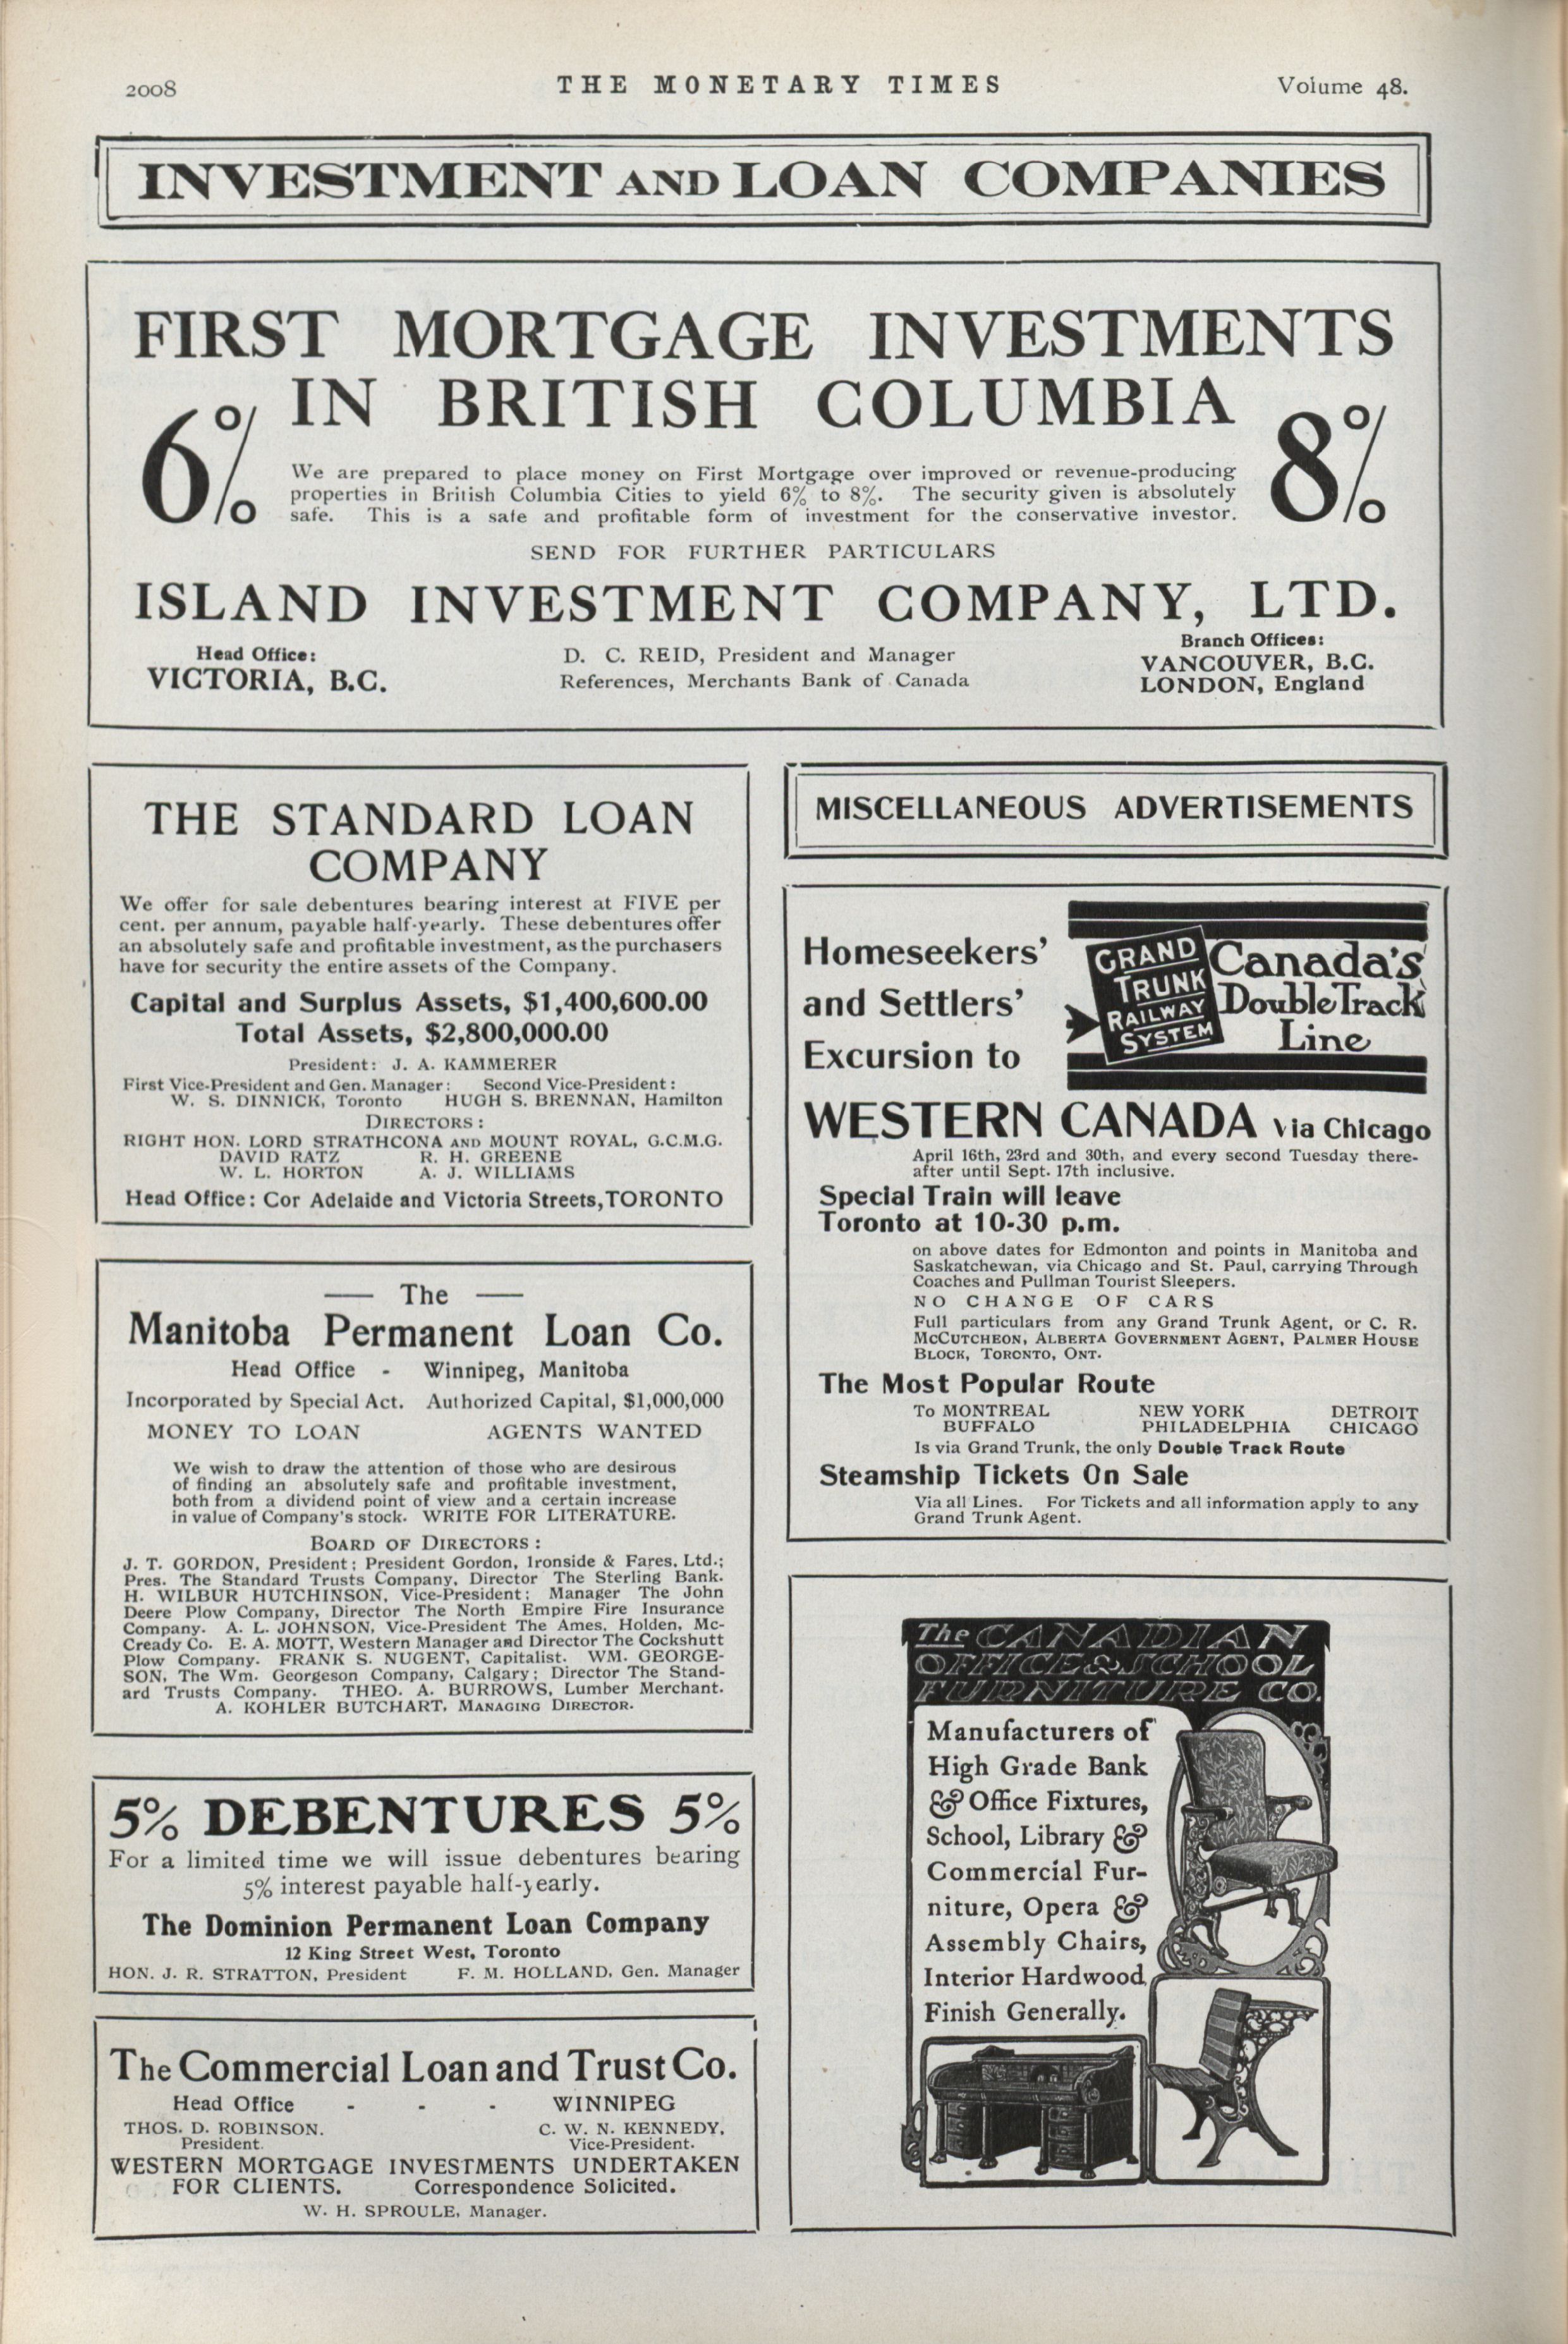 2008
THE MONETARY TIMES
Volume 48.
INVESTMENT AND LOAN COMPANIES
FIRST MORTGAGE INVESTMENTS
IN BRITISH COLUMBIA
6%
8%
We are prepared to place money on First Mortgage over improved or revenue-producing
properties in British Columbia Cities to yield 6% to 8%. The security given is absolutely
safe. This is a safe and profitable form of investment for the conservative investor.
SEND FOR FURTHER PARTICULARS
ISLAND INVESTMENT COMPANY, LTD.
Head Office:
VICTORIA, B.C.
D. C. REID, President and Manager
References, Merchants Bank of Canada
Branch Offices:
VANCOUVER, B.C.
LONDON, England
THE STANDARD LOAN
COMPANY
We offer for sale debentures bearing interest at FIVE per
cent. per annum, payable half-yearly. These debentures offer
an absolutely safe and profitable investment, as the purchasers
have for security the entire assets of the Company.
Capital and Surplus Assets, $1,400,600.00
Total Assets, $2,800,000.00
President: J. A. KAMMERER
First Vice-President and Gen. Manager: Second Vice-President:
W. S. DINNICK, Toronto HUGH S. BRENNAN, Hamilton
DIRECTORS:
RIGHT HON. LORD STRATHCONA AND MOUNT ROYAL, G.C.M.G.
DAVID RATZ R. H. GREENE
W. L. HORTON A. J. WILLIAMS
Head Office: Cor Adelaide and Victoria Streets, TORONTO
The
Manitoba Permanent Loan Co.
Head Office - Winnipeg, Manitoba
Incorporated by Special Act. Authorized Capital, $1,000,000
MONEY TO LOAN AGENTS WANTED
We wish to draw the attention of those who are desirous
of finding an absolutely safe and profitable investment,
both from a dividend point of view and a certain increase
in value of Company's stock. WRITE FOR LITERATURE.
BOARD OF DIRECTORS:
J. T. GORDON, President; President Gordon, Ironside & Fares, Ltd.;
Pres. The Standard Trusts Company, Director The Sterling Bank.
H. WILBUR HUTCHINSON, Vice-President; Manager The John
Deere Plow Company, Director The North Empire Fire Insurance
Company. A. L. JOHNSON, Vice-President The Ames, Holden, Mc-
Cready Co. E. A. MOTT, Western Manager and Director The Cockshutt
Plow Company. FRANK S. NUGENT, Capitalist. WM. GEORGE-
SON, The Wm. Georgeson Company, Calgary; Director The Stand-
ard Trusts Company. THEO. A. BURROWS, Lumber Merchant.
A. KOHLER BUTCHART, MANAGING DIRECTOR.
5% DEBENTURES 5%
For a limited time we will issue debentures bearing
5% interest payable half-yearly.
The Dominion Permanent Loan Company
12 King Street West, Toronto
HON. J. R. STRATTON, President F. M. HOLLAND, Gen. Manager
The Commercial Loan and Trust Co.
Head Office - - - WINNIPEG
THOS. D. ROBINSON. C. W. N. KENNEDY,
President. Vice-President.
WESTERN MORTGAGE INVESTMENTS UNDERTAKEN
FOR CLIENTS. Correspondence Solicited.
W. H. SPROULE, Manager.
MISCELLANEOUS ADVERTISEMENTS
Homeseekers'
and Settlers'
Excursion to
GRAND
TRUNK
RAILWAY
SYSTEM
Canada's
Double Track
Line
WESTERN CANADA via Chicago
April 16th, 23rd and 30th, and every second Tuesday there-
after until Sept. 17th inclusive.
Special Train will leave
Toronto at 10-30 p.m.
on above dates for Edmonton and points in Manitoba and
Saskatchewan, via Chicago and St. Paul, carrying Through
Coaches and Pullman Tourist Sleepers.
NO CHANGE OF CARS
Full particulars from any Grand Trunk Agent, or C. R.
MCCUTCHEON, ALBERTA GOVERNMENT AGENT, PALMER HOUSE
BLOCK, TORONTO, ONT.
The Most Popular Route
To MONTREAL NEW YORK DETROIT
BUFFALO PHILADELPHIA CHICAGO
Is via Grand Trunk, the only Double Track Route
Steamship Tickets On Sale
Via all Lines. For Tickets and all information apply to any
Grand Trunk Agent.
The CANADIAN
OFFICE & SCHOOL
FURNITURE CO.
Manufacturers of
High Grade Bank
& Office Fixtures,
School, Library &
Commercial Fur-
niture, Opera &
Assembly Chairs,
Interior Hardwood
Finish Generally.